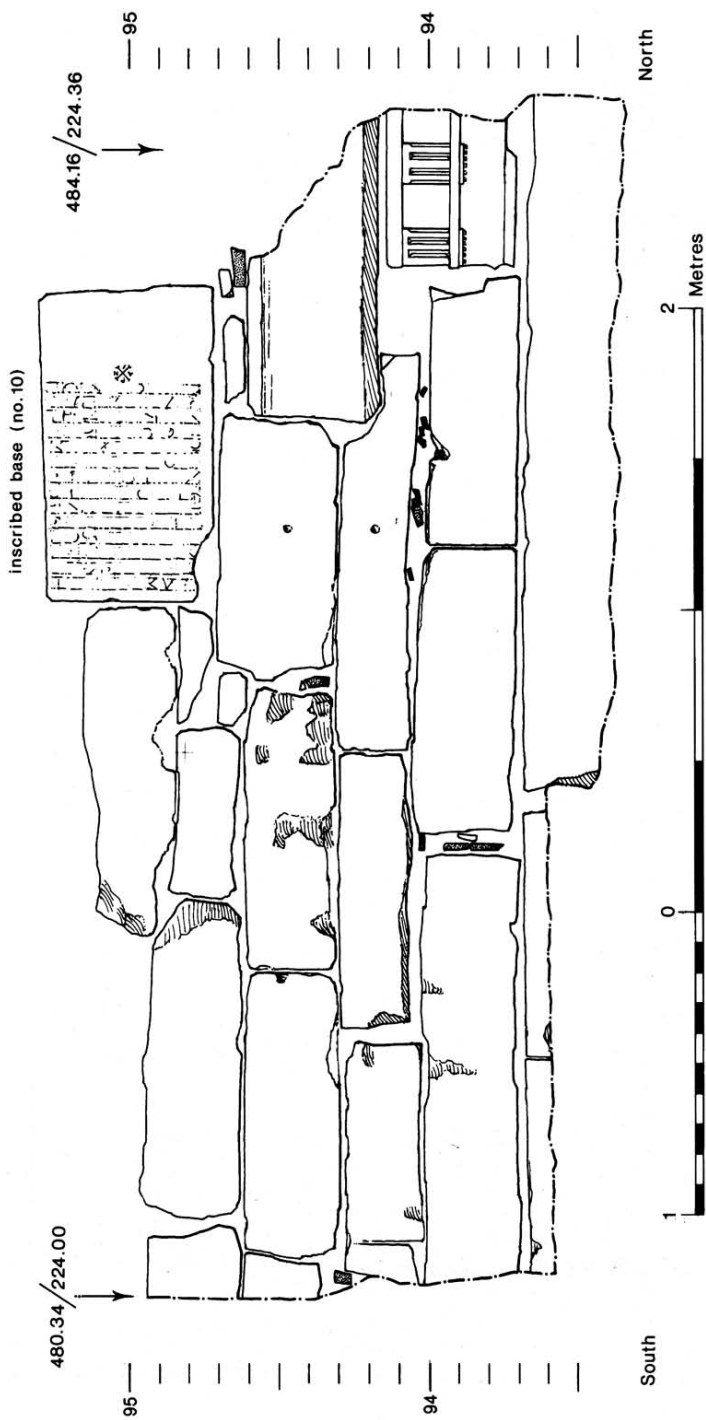 inscribed base (no.10)
480.34/224.00
484.16/224.36
95
95
94
94
South
North
1
0
2
Metres